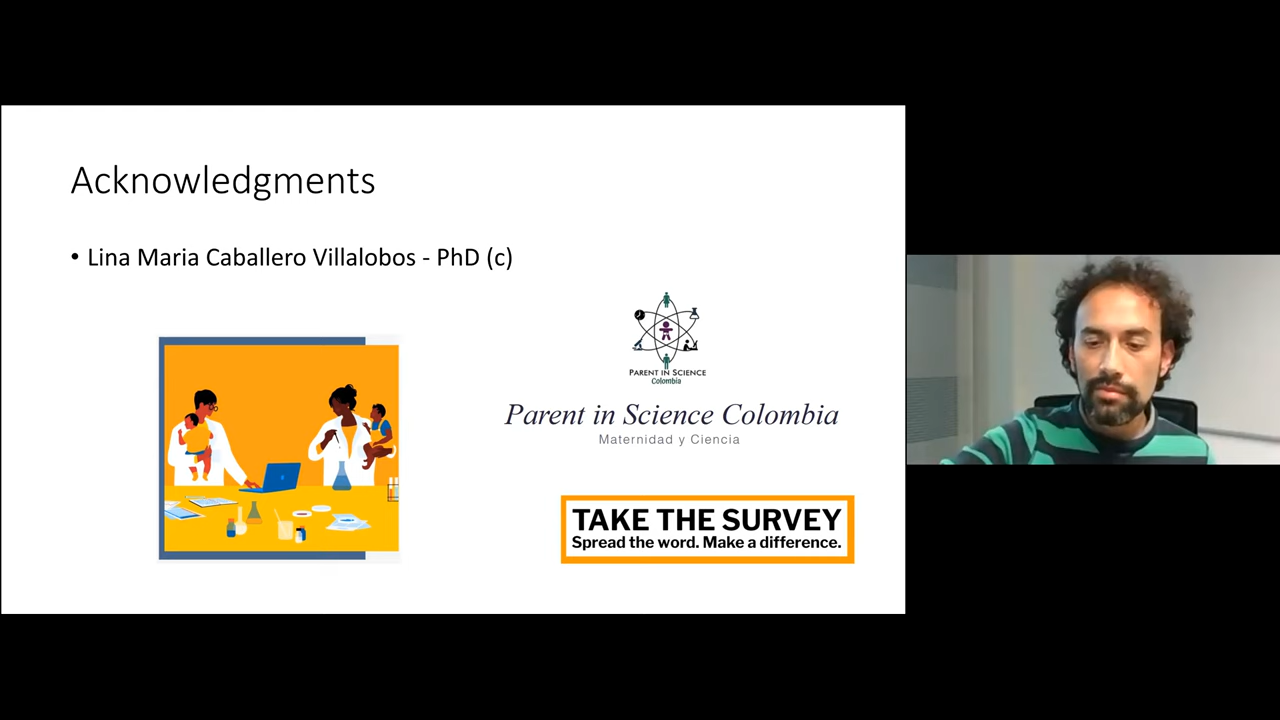 Acknowledgments
• Lina Maria Caballero Villalobos - PhD (c)
PARENT IN SCIENCE
Colombia
Parent in Science Colombia
Maternidad y Ciencia
TAKE THE SURVEY
Spread the word. Make a difference.